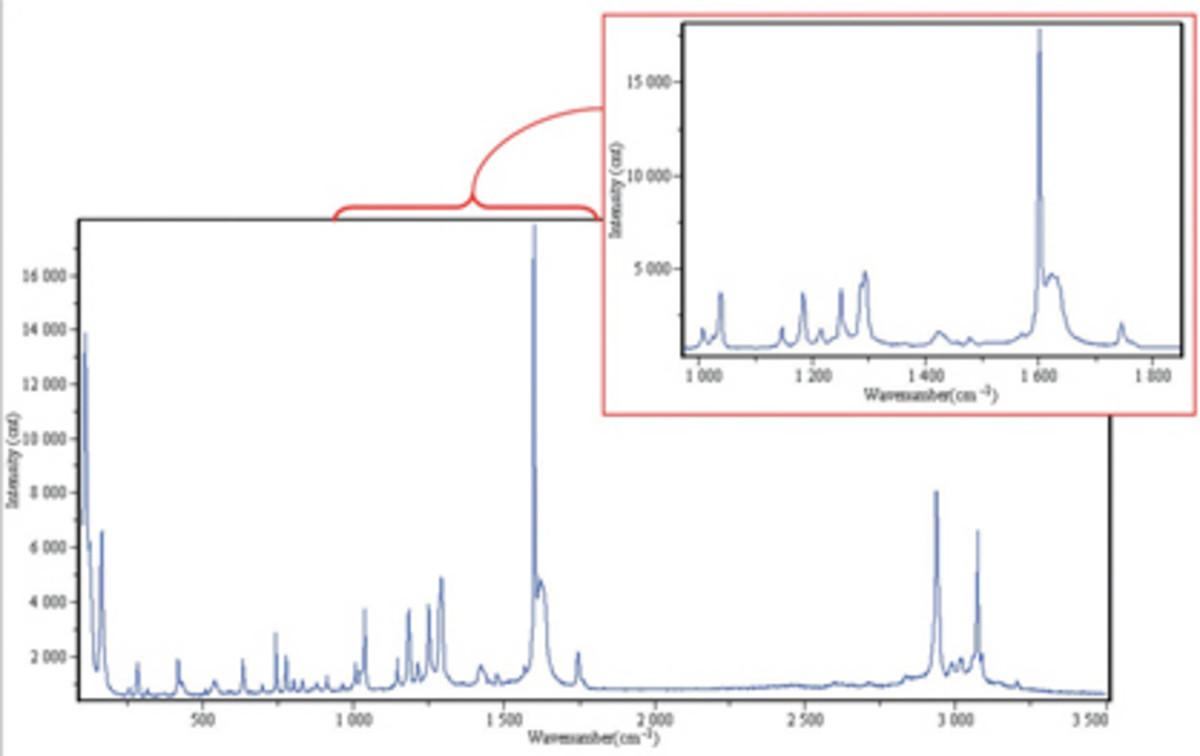 15 000
10 000
5 000
Intensity (cnt)
1 000 1 200 1 400 1 600 1 800
Wavenumber(cm⁻¹)
16 000
14 000
12 000
10 000
8 000
6 000
4 000
2 000
Intensity (cnt)
500 1 000 1 500 2 000 2 500 3 000 3 500
Wavenumber(cm⁻¹)